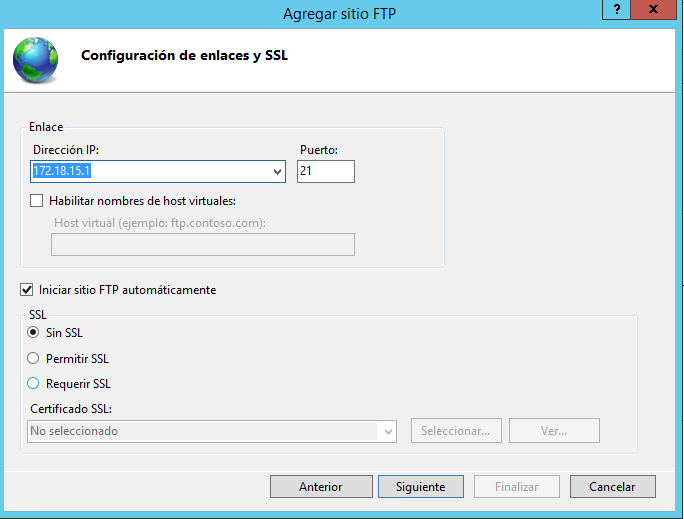 Agregar sitio FTP
? x
Configuración de enlaces y SSL
Enlace
Dirección IP: Puerto:
172.18.15.1 21
Habilitar nombres de host virtuales:
Host virtual (ejemplo: ftp.contoso.com):
Iniciar sitio FTP automáticamente
SSL
Sin SSL
Permitir SSL
Requerir SSL
Certificado SSL:
No seleccionado Seleccionar... Ver...
Anterior Siguiente Finalizar Cancelar